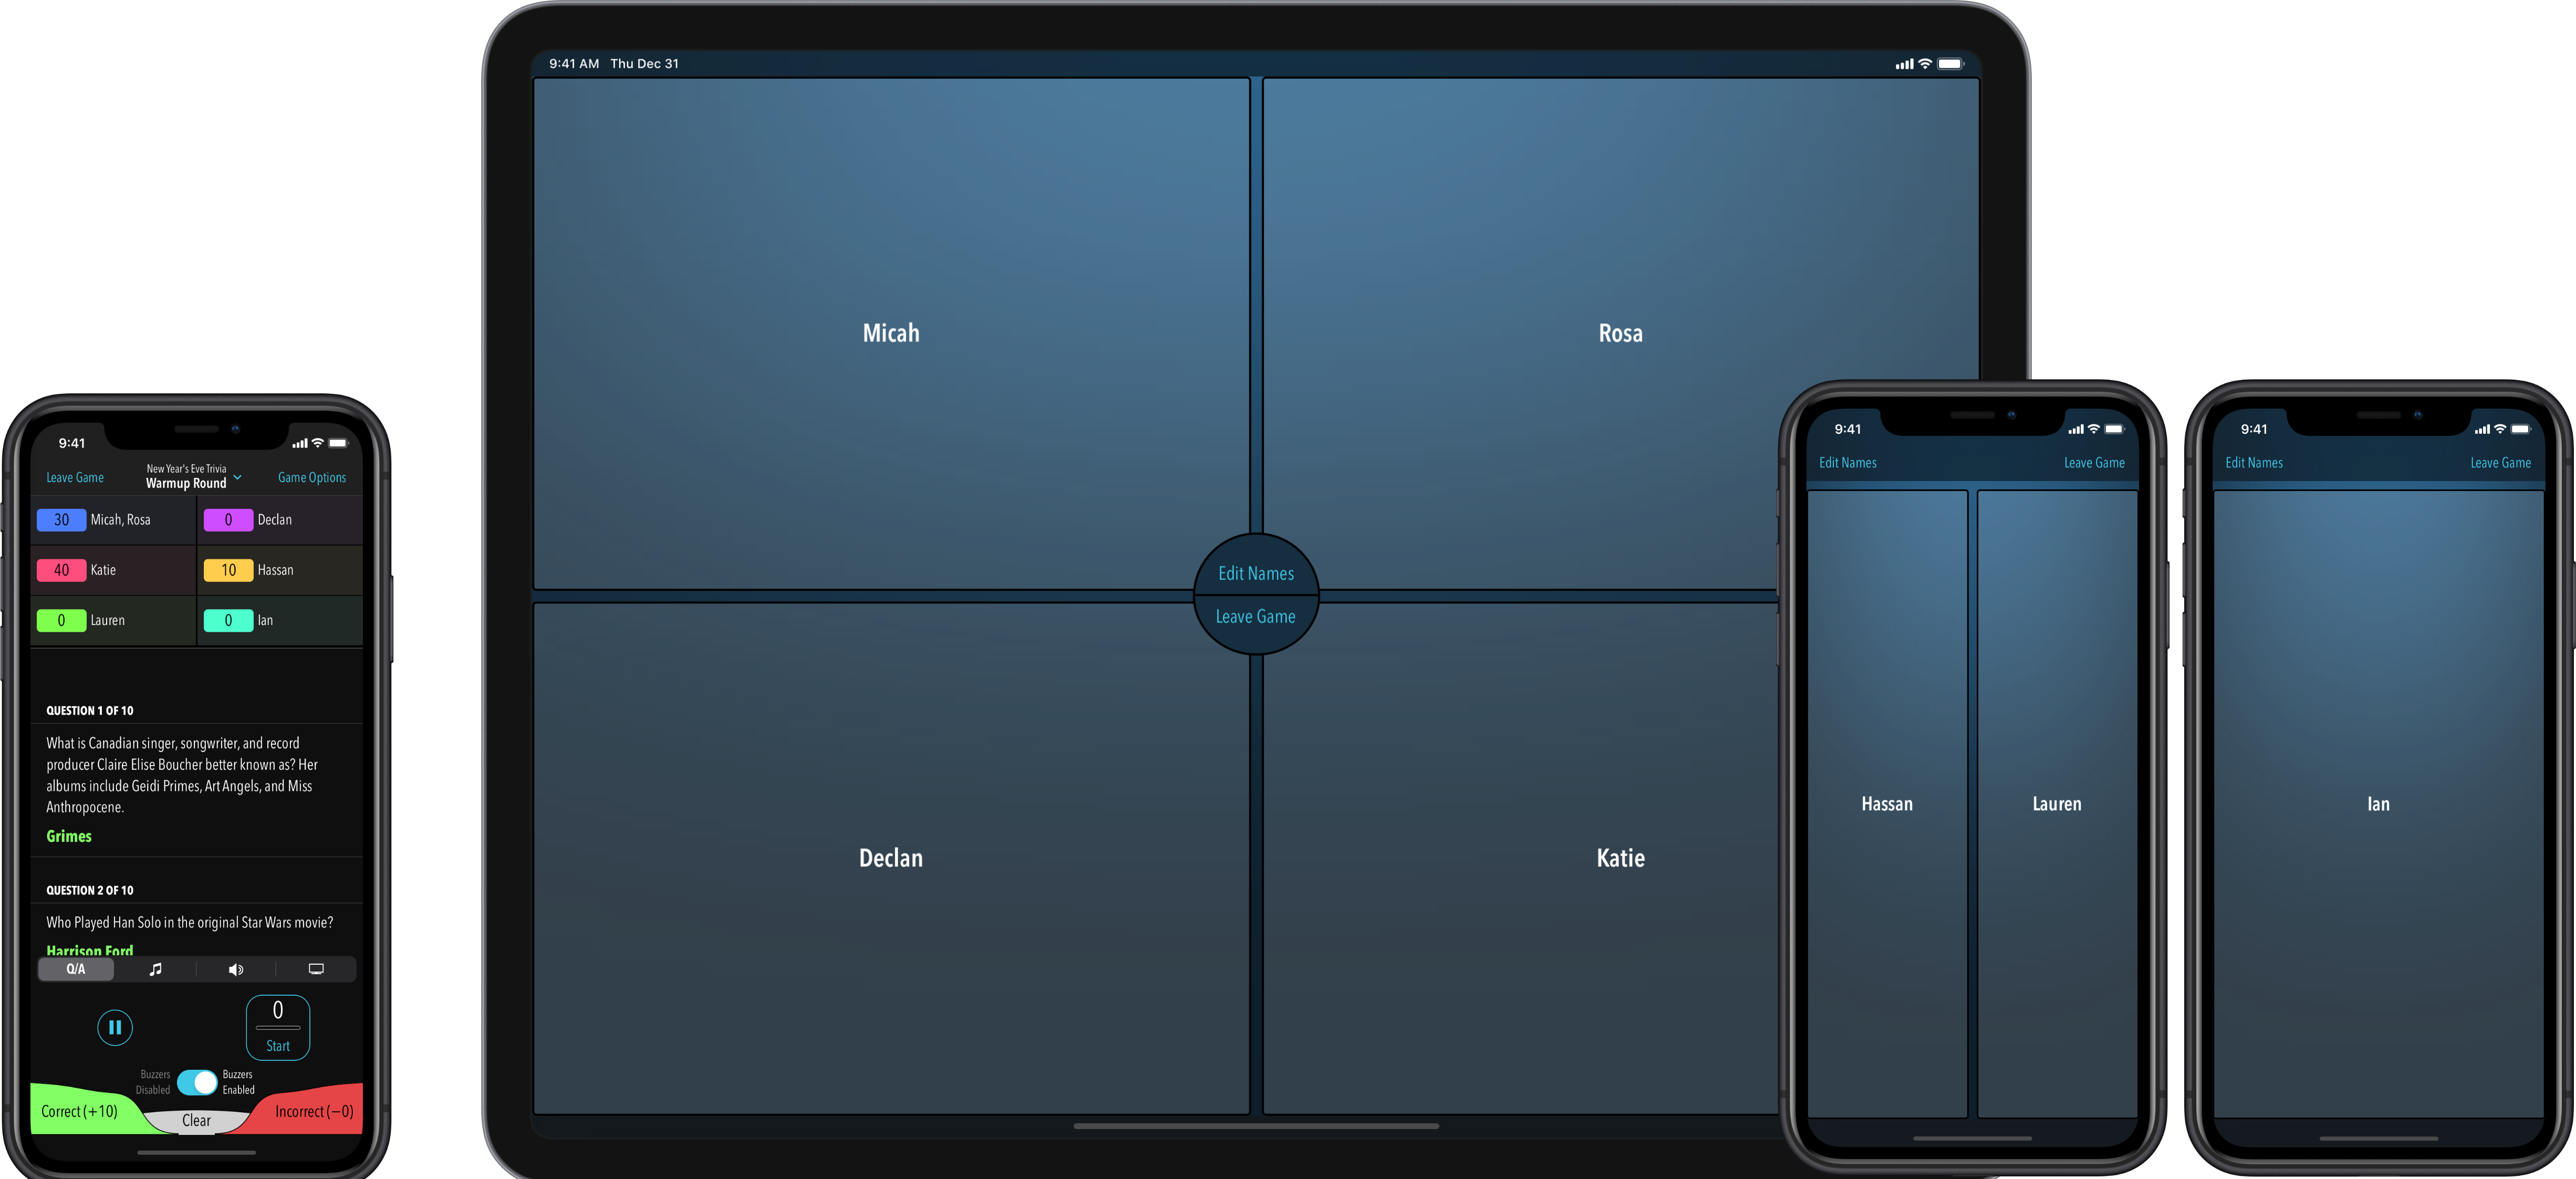 9:41
Leave Game
New Year's Eve Trivia
Warmup Round
Game Options
30 Micah, Rosa
0 Declan
40 Katie
10 Hassan
0 Lauren
0 Ian
QUESTION 1 OF 10
What is Canadian singer, songwriter, and record
producer Claire Elise Boucher better known as? Her
albums include Geidi Primes, Art Angels, and Miss
Anthropocene.
Grimes
QUESTION 2 OF 10
Who Played Han Solo in the original Star Wars movie?
Harrison Ford
Q/A
0
Start
Buzzers
Disabled
Buzzers
Enabled
Correct (+10)
Clear
Incorrect (−0)
9:41 AM Thu Dec 31
Micah
Rosa
Edit Names
Leave Game
Declan
Katie
9:41
Edit Names
Leave Game
Hassan
Lauren
9:41
Edit Names
Leave Game
Ian